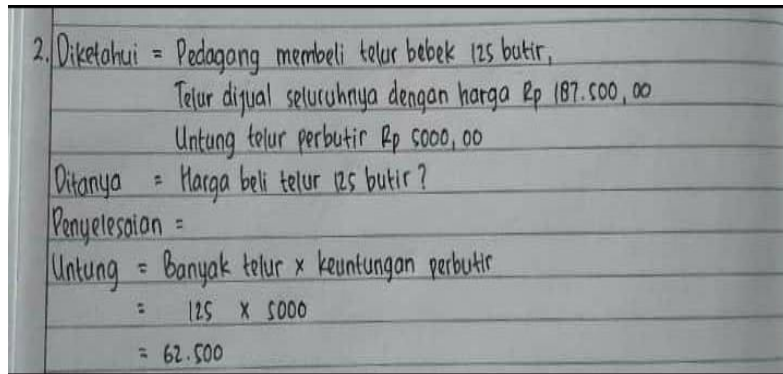 2. Diketahui = Pedagang membeli telur bebek 125 butir,
Telur dijual seluruhnya dengan harga Rp 187.500,00
Untung telur perbutir Rp 5000,00
Ditanya = Harga beli telur 125 butir?
Penyelesaian =
Untung = Banyak telur x keuntungan perbutir
= 125 x 5000
= 62.500